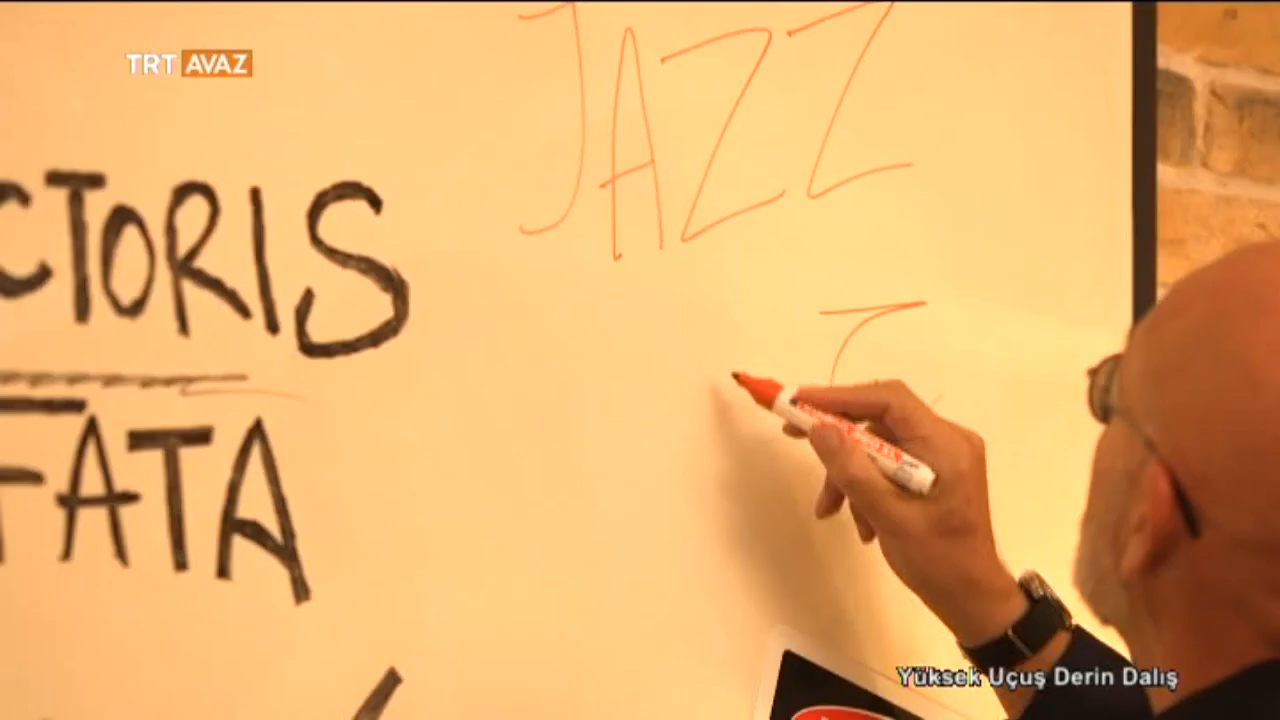 TRT AVAZ
JAZZ
CTORIS
FATA
Yüksek Uçuş Derin Dalış